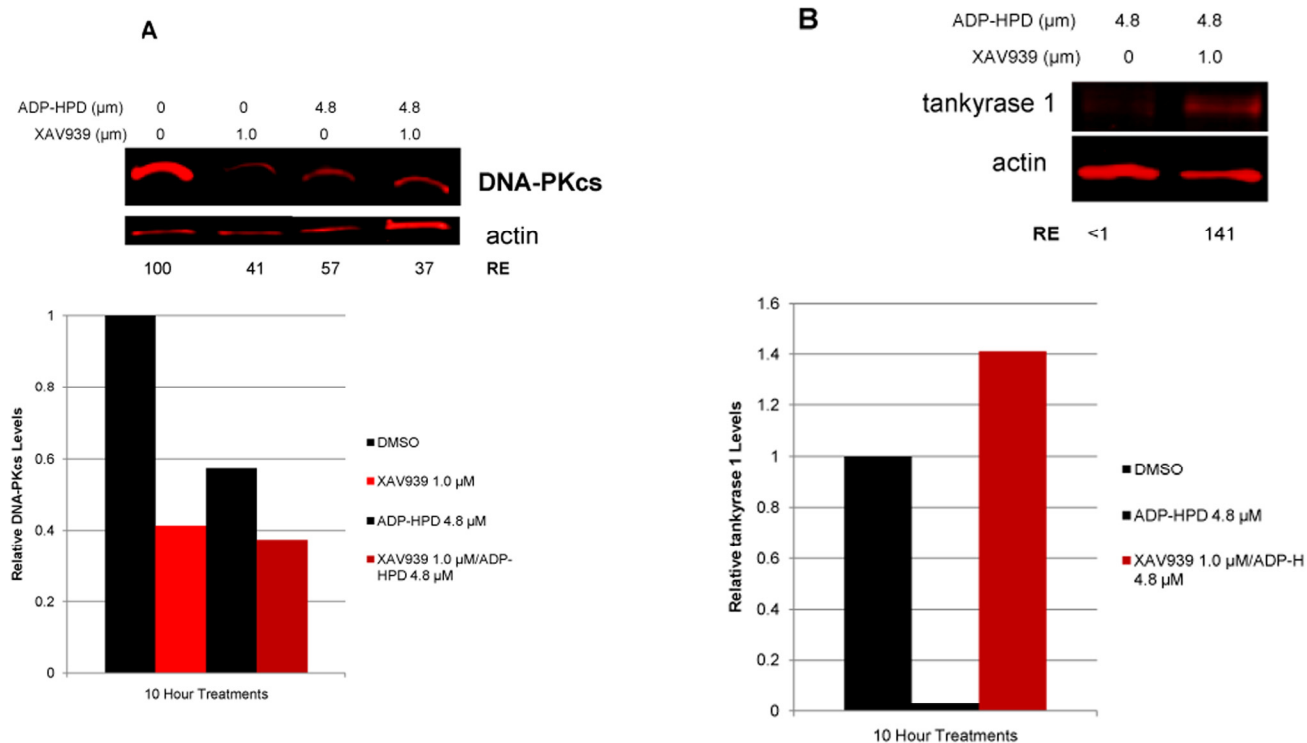 A
ADP-HPD (μm) 0 0 4.8 4.8
XAV939 (μm) 0 1.0 0 1.0
DNA-PKcs
actin
100 41 57 37 RE
1
0.8
0.6
0.4
0.2
0
Relative DNA-PKcs Levels
10 Hour Treatments
DMSO
XAV939 1.0 μM
ADP-HPD 4.8 μM
XAV939 1.0 μM/ADP-
HPD 4.8 μM
B
ADP-HPD (μm) 4.8 4.8
XAV939 (μm) 0 1.0
tankyrase 1
actin
RE <1 141
1.6
1.4
1.2
1
0.8
0.6
0.4
0.2
0
Relative tankyrase 1 Levels
10 Hour Treatments
DMSO
ADP-HPD 4.8 μM
XAV939 1.0 μM/ADP-H
4.8 μM